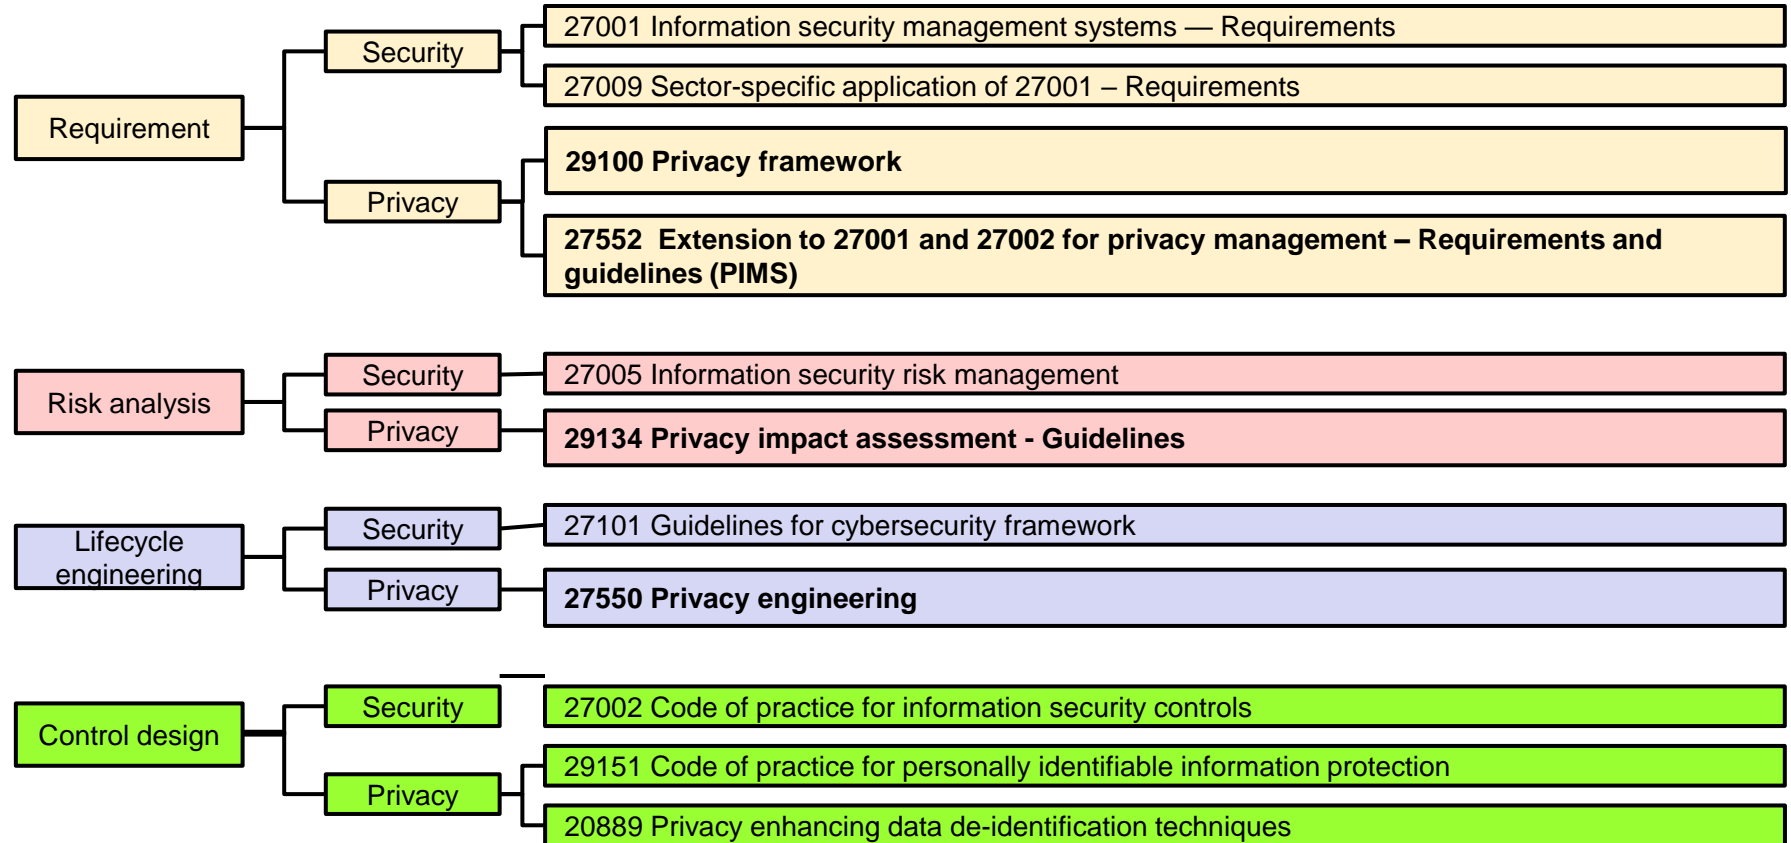 27001 Information security management systems — Requirements
Security
27009 Sector-specific application of 27001 – Requirements
Requirement
29100 Privacy framework
Privacy
27552  Extension to 27001 and 27002 for privacy management – Requirements and
guidelines (PIMS)
Security
27005 Information security risk management
Risk analysis
Privacy
29134 Privacy impact assessment - Guidelines
Security
27101 Guidelines for cybersecurity framework
Lifecycle
engineering
Privacy
27550 Privacy engineering
Security
27002 Code of practice for information security controls
Control design
29151 Code of practice for personally identifiable information protection
Privacy
20889 Privacy enhancing data de-identification techniques